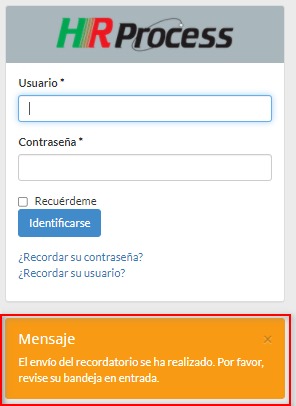 HRProcess
Usuario *
Contraseña *
Recuérdeme
Identificarse
¿Recordar su contraseña?
¿Recordar su usuario?
Mensaje ×
El envío del recordatorio se ha realizado. Por favor,
revise su bandeja en entrada.